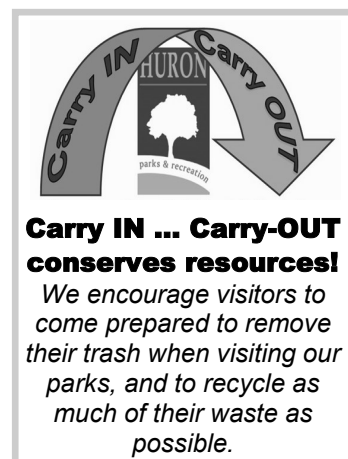 Carry IN
Carry OUT
HURON
parks & recreation
Carry IN ... Carry-OUT
conserves resources!
We encourage visitors to
come prepared to remove
their trash when visiting our
parks, and to recycle as
much of their waste as
possible.